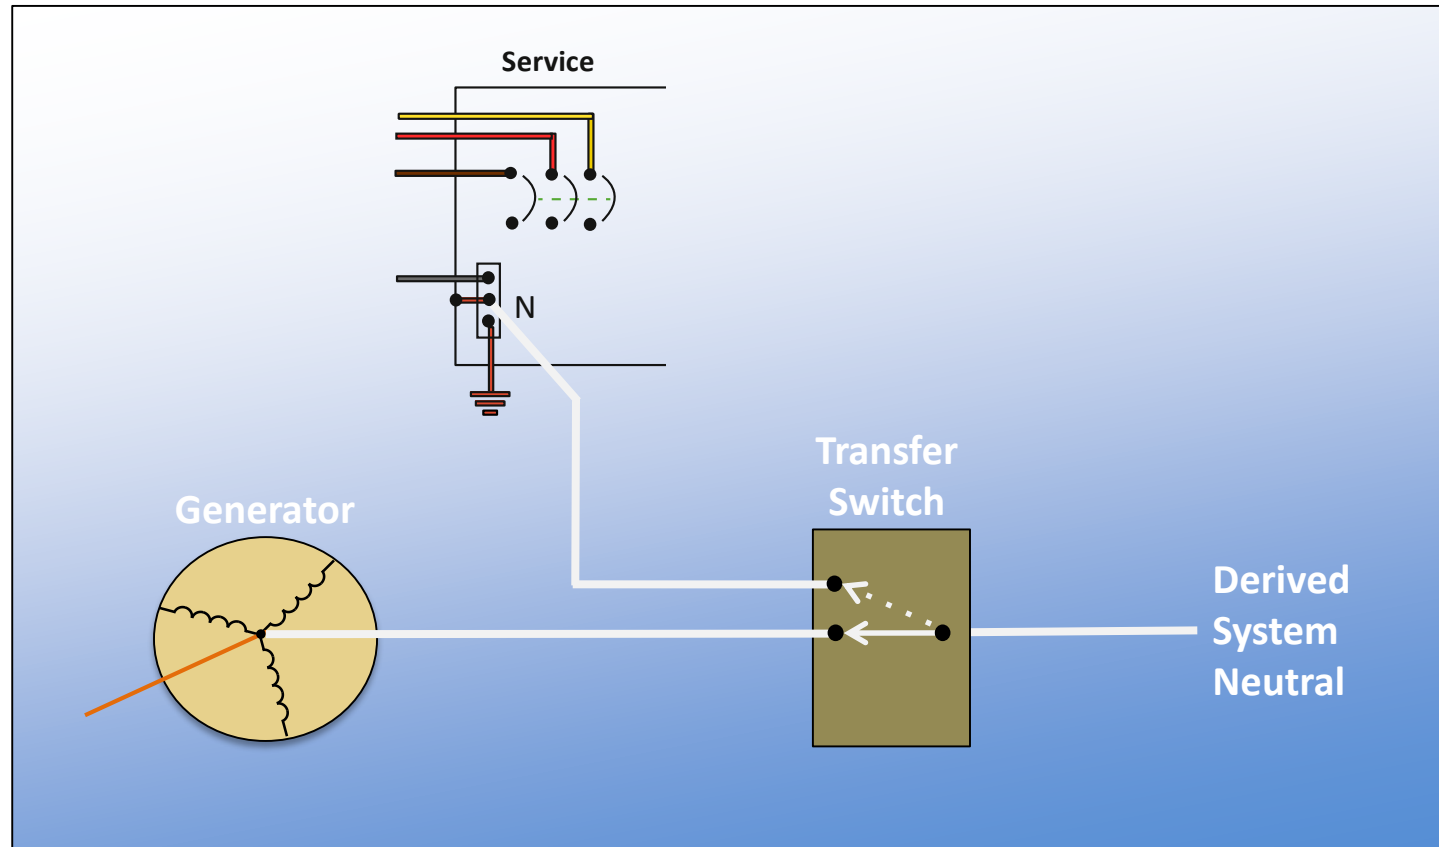 Service
N
Transfer
Switch
Generator
Derived
System
Neutral